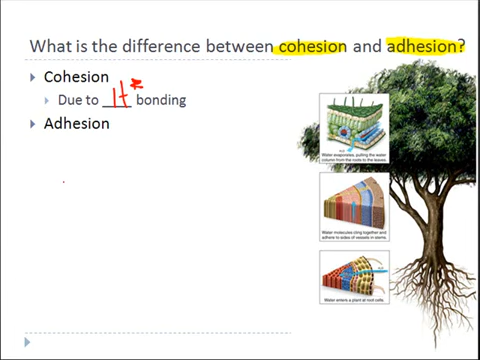 What is the difference between cohesion and adhesion?
Cohesion
Due to H bonding
Adhesion
Water evaporates, pulling the water
column from the roots to the leaves.
Water molecules cling together and
adhere to sides of vessels in stems.
Water enters a plant at root cells.